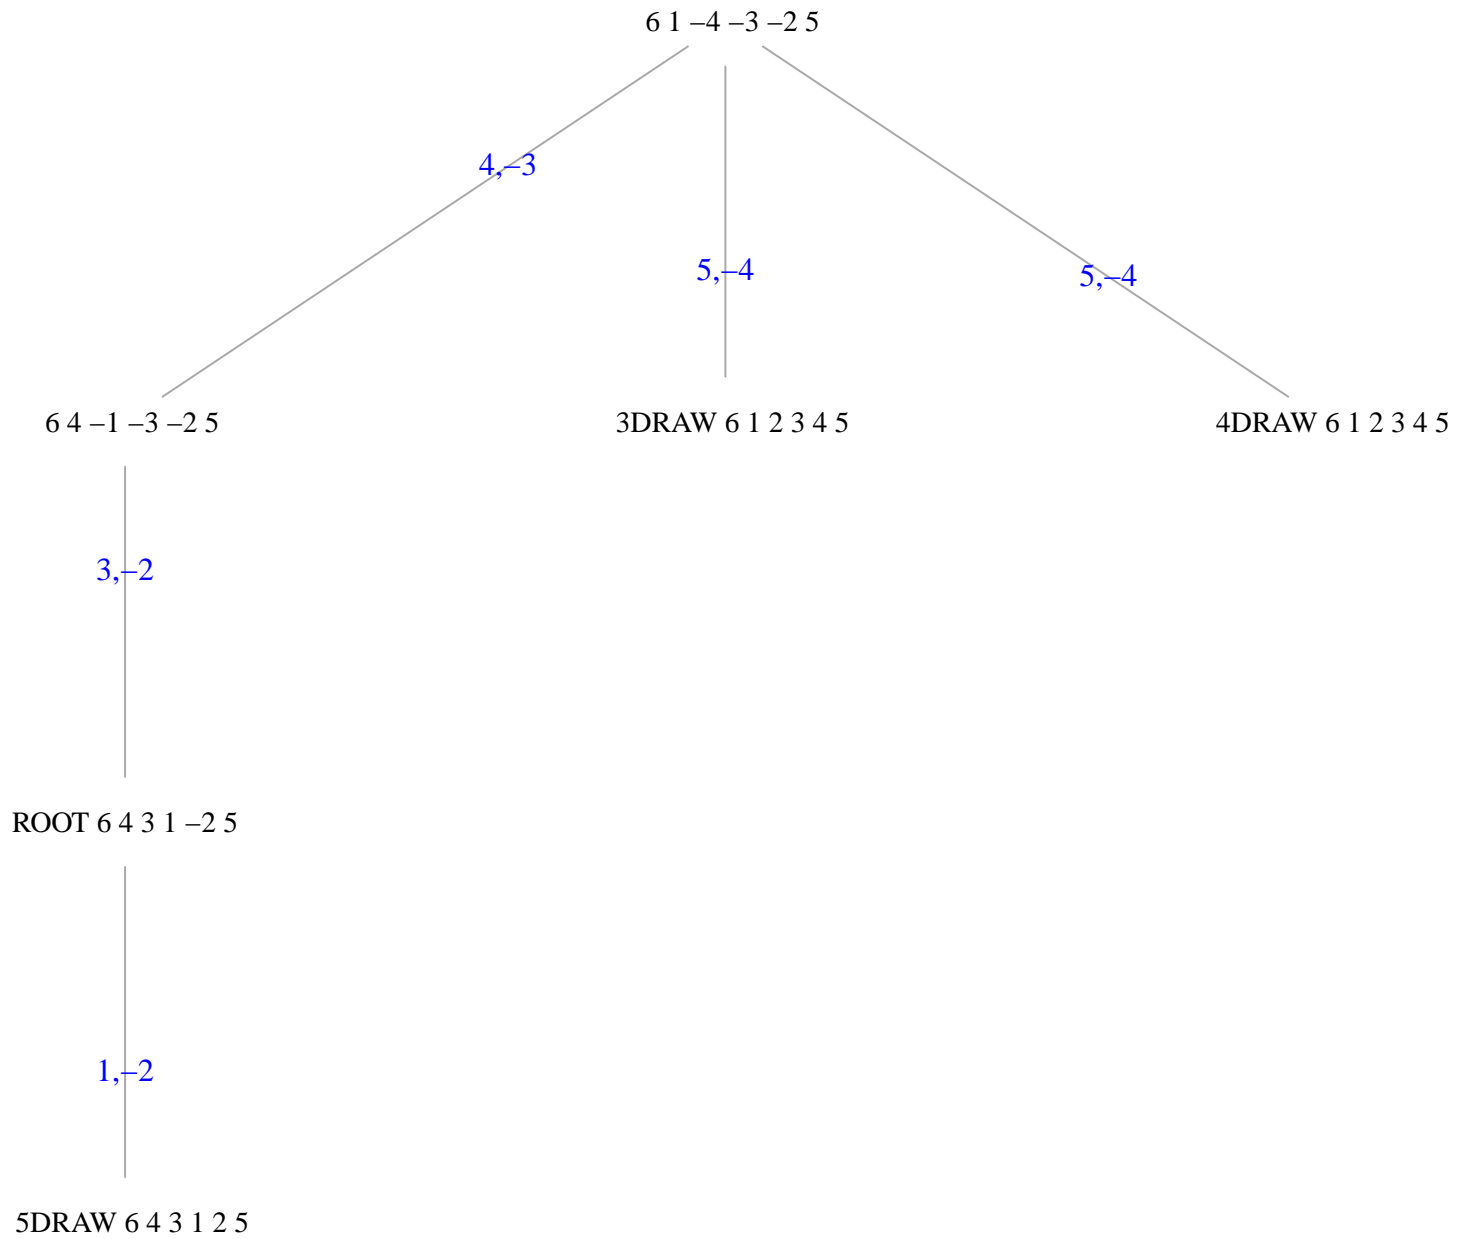 6 1 –4 –3 –2 5
4,–3
5,–4
5,–4
6 4 –1 –3 –2 5
3DRAW 6 1 2 3 4 5
4DRAW 6 1 2 3 4 5
3,–2
ROOT 6 4 3 1 –2 5
1,–2
5DRAW 6 4 3 1 2 5